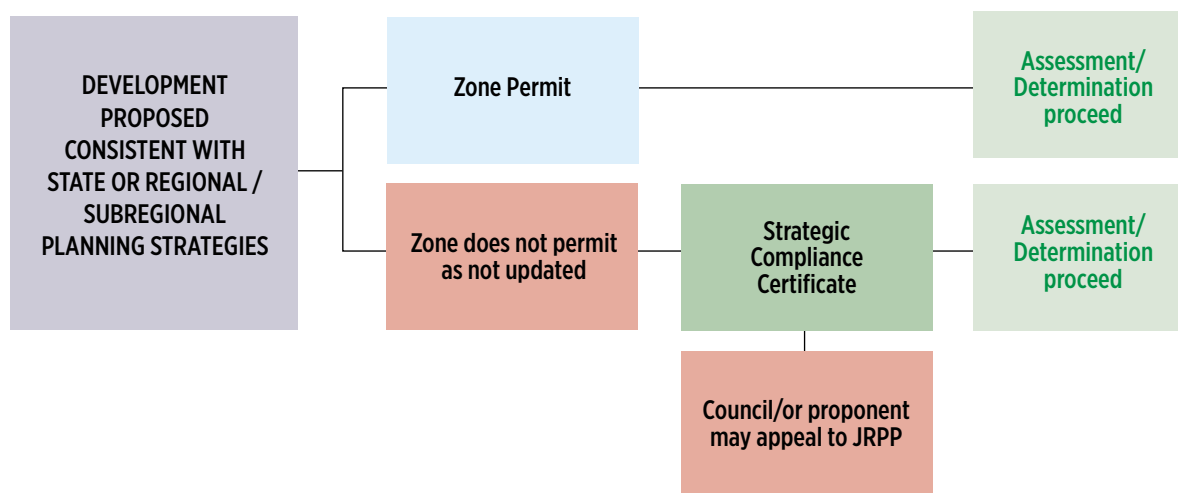 DEVELOPMENT
PROPOSED
CONSISTENT WITH
STATE OR REGIONAL /
SUBREGIONAL
PLANNING STRATEGIES
Zone Permit
Assessment/
Determination
proceed
Zone does not permit
as not updated
Strategic
Compliance
Certificate
Assessment/
Determination
proceed
Council/or proponent
may appeal to JRPP